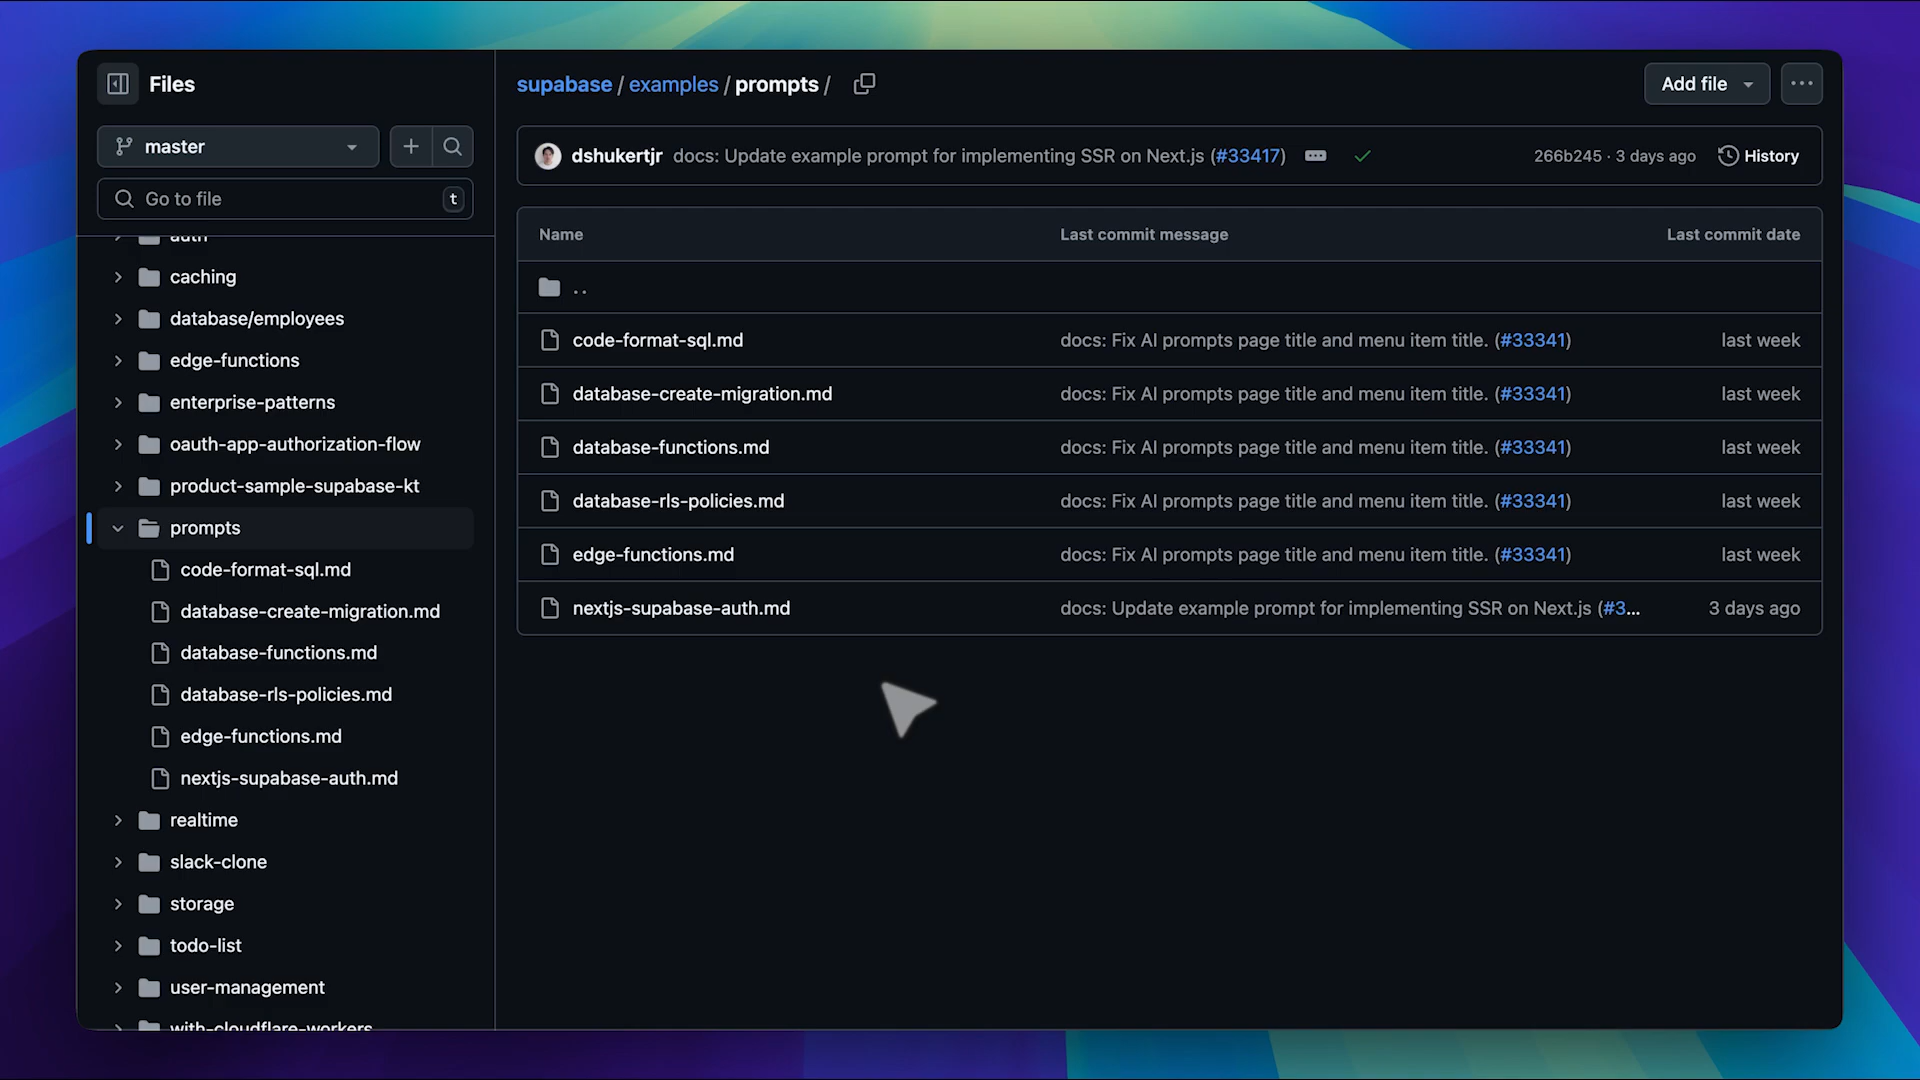 Files
master
Go to file
t
auth
caching
database/employees
edge-functions
enterprise-patterns
oauth-app-authorization-flow
product-sample-supabase-kt
prompts
code-format-sql.md
database-create-migration.md
database-functions.md
database-rls-policies.md
edge-functions.md
nextjs-supabase-auth.md
realtime
slack-clone
storage
todo-list
user-management
with-cloudflare-workers
supabase / examples / prompts /
Add file
dshukertjr docs: Update example prompt for implementing SSR on Next.js (#33417) 266b245 · 3 days ago History
Name Last commit message Last commit date
..
code-format-sql.md docs: Fix AI prompts page title and menu item title. (#33341) last week
database-create-migration.md docs: Fix AI prompts page title and menu item title. (#33341) last week
database-functions.md docs: Fix AI prompts page title and menu item title. (#33341) last week
database-rls-policies.md docs: Fix AI prompts page title and menu item title. (#33341) last week
edge-functions.md docs: Fix AI prompts page title and menu item title. (#33341) last week
nextjs-supabase-auth.md docs: Update example prompt for implementing SSR on Next.js (#3... 3 days ago